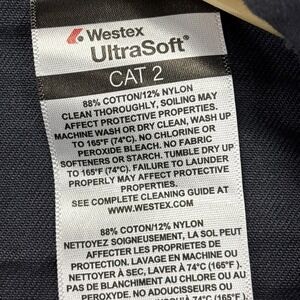 Westex
UltraSoft®
CAT 2
88% COTTON/12% NYLON
CLEAN THOROUGHLY, SOILING MAY
AFFECT PROTECTIVE PROPERTIES.
MACHINE WASH OR DRY CLEAN, WASH UP
TO 165°F (74°C). NO CHLORINE OR
PEROXIDE BLEACH. NO FABRIC
SOFTENERS OR STARCH. TUMBLE DRY UP
TO 165°F (74°C). FAILURE TO LAUNDER
PROPERLY MAY AFFECT PROTECTIVE
PROPERTIES.
SEE COMPLETE CLEANING GUIDE AT
WWW.WESTEX.COM
88% COTON/12% NYLON
NETTOYEZ SOIGNEUSEMENT, LA SOL PEUT
AFFECTER LES PROPRIETES DE
PROTECTION. LAVAGE EN MACHINE OU
NETTOYER À SEC, LAVER À 74°C (165°F ).
PAS DE BLANCHIMENT AU CHLORE OU AU
PEROXYDE. NO ADOUCISSEURS OU